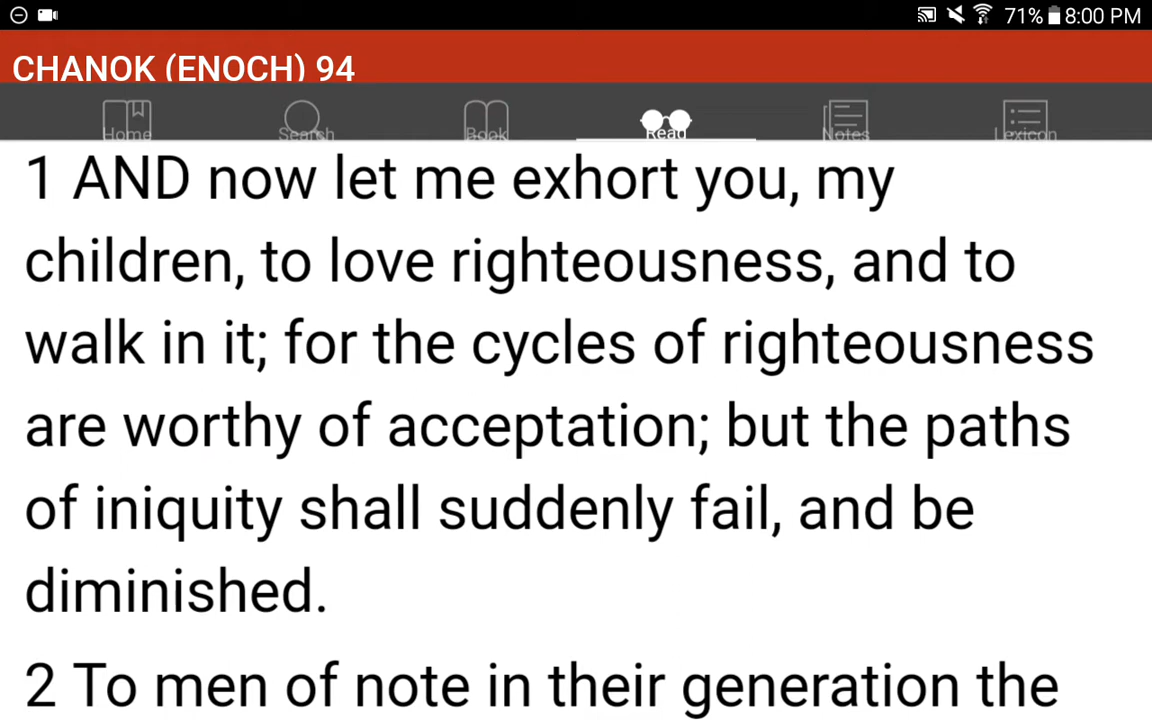 71% 8:00 PM
CHANOK (ENOCH) 94
Home Search Book Read Notes Lexicon
1 AND now let me exhort you, my
children, to love righteousness, and to
walk in it; for the cycles of righteousness
are worthy of acceptation; but the paths
of iniquity shall suddenly fail, and be
diminished.
2 To men of note in their generation the